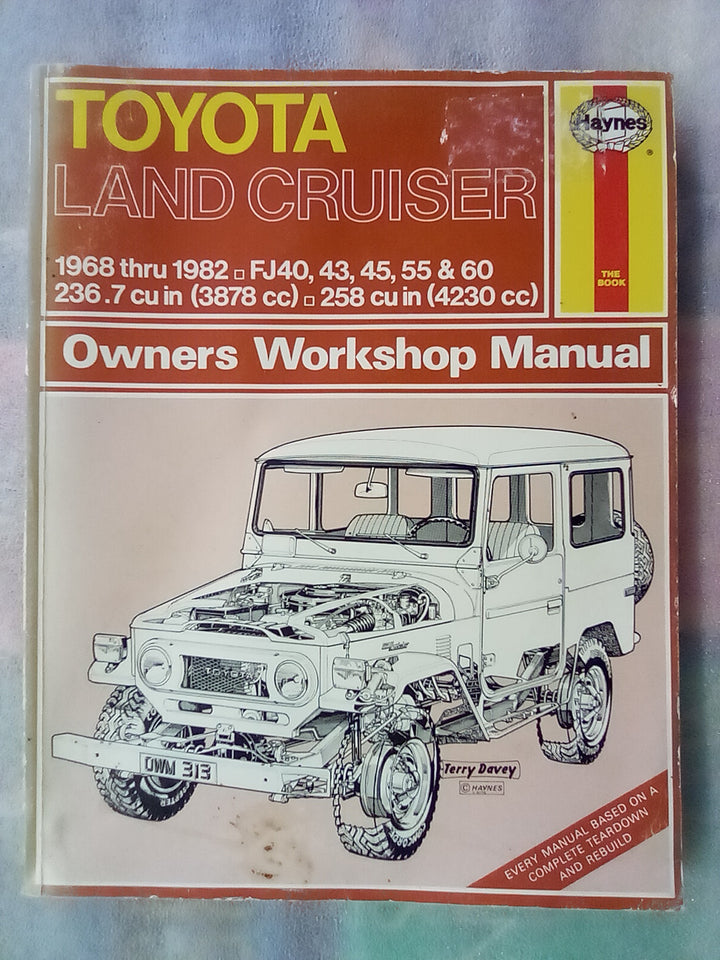 TOYOTA
LAND CRUISER
1968 thru 1982 □ FJ40, 43, 45, 55 & 60
236.7 cu in (3878 cc) □ 258 cu in (4230 cc)
Haynes
®
THE
BOOK
Owners Workshop Manual
TOYOTA
OWM 313
Terry Davey
© HAYNES
EVERY MANUAL BASED ON A
COMPLETE TEARDOWN
AND REBUILD